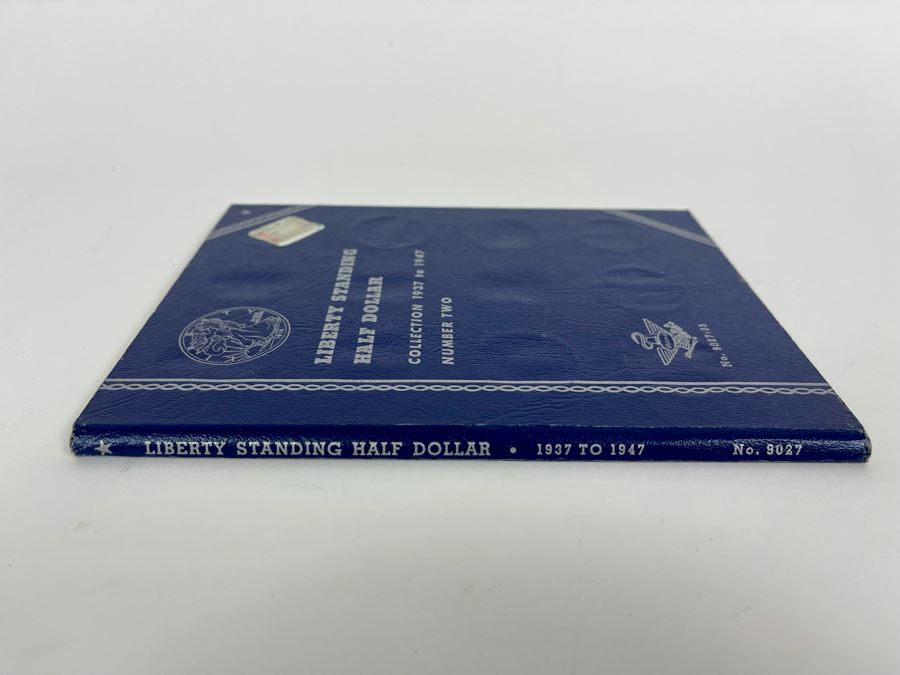 LIBERTY STANDING
HALF DOLLAR
COLLECTION 1937 to 1947
NUMBER TWO
LIBERTY STANDING HALF DOLLAR • 1937 TO 1947 No. 9027